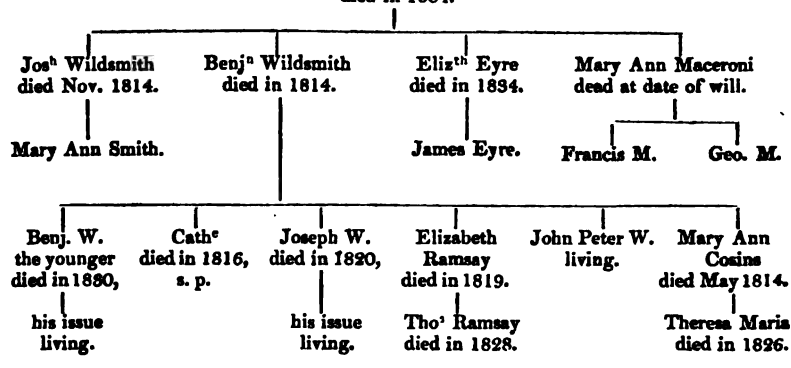 Josʰ Wildsmith
died Nov. 1814.
Benjⁿ Wildsmith
died in 1814.
Elizᵗʰ Eyre
died in 1834.
Mary Ann Maceroni
dead at date of will.
Mary Ann Smith.
James Eyre.
Francis M.
Geo. M.
Benj. W.
the younger
died in 1830,
Cathᵉ
died in 1816,
s. p.
Joseph W.
died in 1820,
Elizabeth
Ramsay
died in 1819.
John Peter W.
living.
Mary Ann
Cosins
died May 1814.
his issue
living.
his issue
living.
Thoˢ Ramsay
died in 1828.
Theresa Maria
died in 1826.